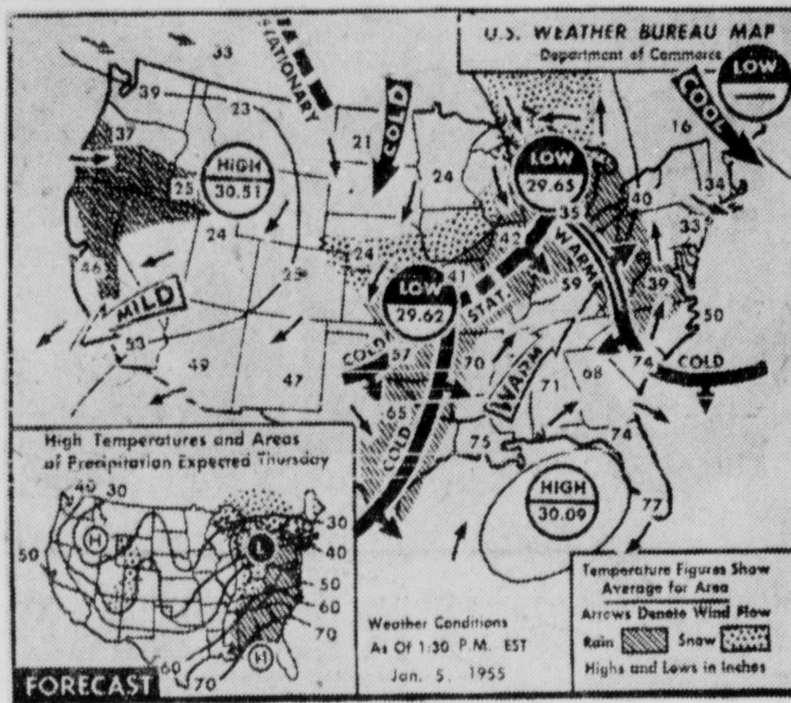 U.S. WEATHER BUREAU MAP
Department of Commerce
LOW
COOL
STATIONARY
33
39
23
37
25
HIGH
30.51
24
25
46
MILD
53
49
47
21
COLD
24
24
LOW
29.65
16
34
40
33
35
42
WARM
39
50
59
41
LOW
29.62
STAT.
COLD
57
70
65
COLD
WARM
71
68
74
COLD
75
74
77
HIGH
30.09
High Temperatures and Areas
of Precipitation Expected Thursday
40
30
50
H
L
30
40
50
60
70
60
70
H
FORECAST
Weather Conditions
As Of 1:30 P.M. EST
Jan. 5, 1955
Temperature Figures Show
Average for Area
Arrows Denote Wind Flow
Rain Snow
Highs and Lows in Inches